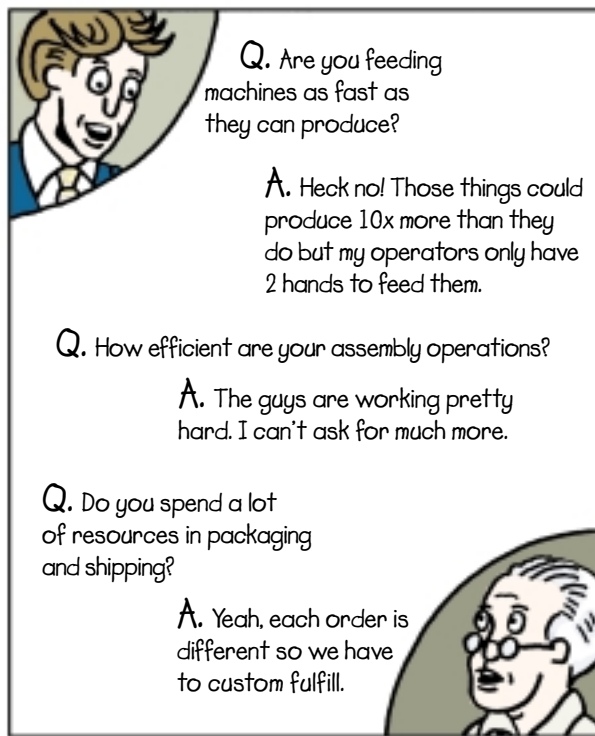 Q. Are you feeding
machines as fast as
they can produce?
A. Heck no! Those things could
produce 10x more than they
do but my operators only have
2 hands to feed them.
Q. How efficient are your assembly operations?
A. The guys are working pretty
hard. I can't ask for much more.
Q. Do you spend a lot
of resources in packaging
and shipping?
A. Yeah, each order is
different so we have
to custom fulfill.